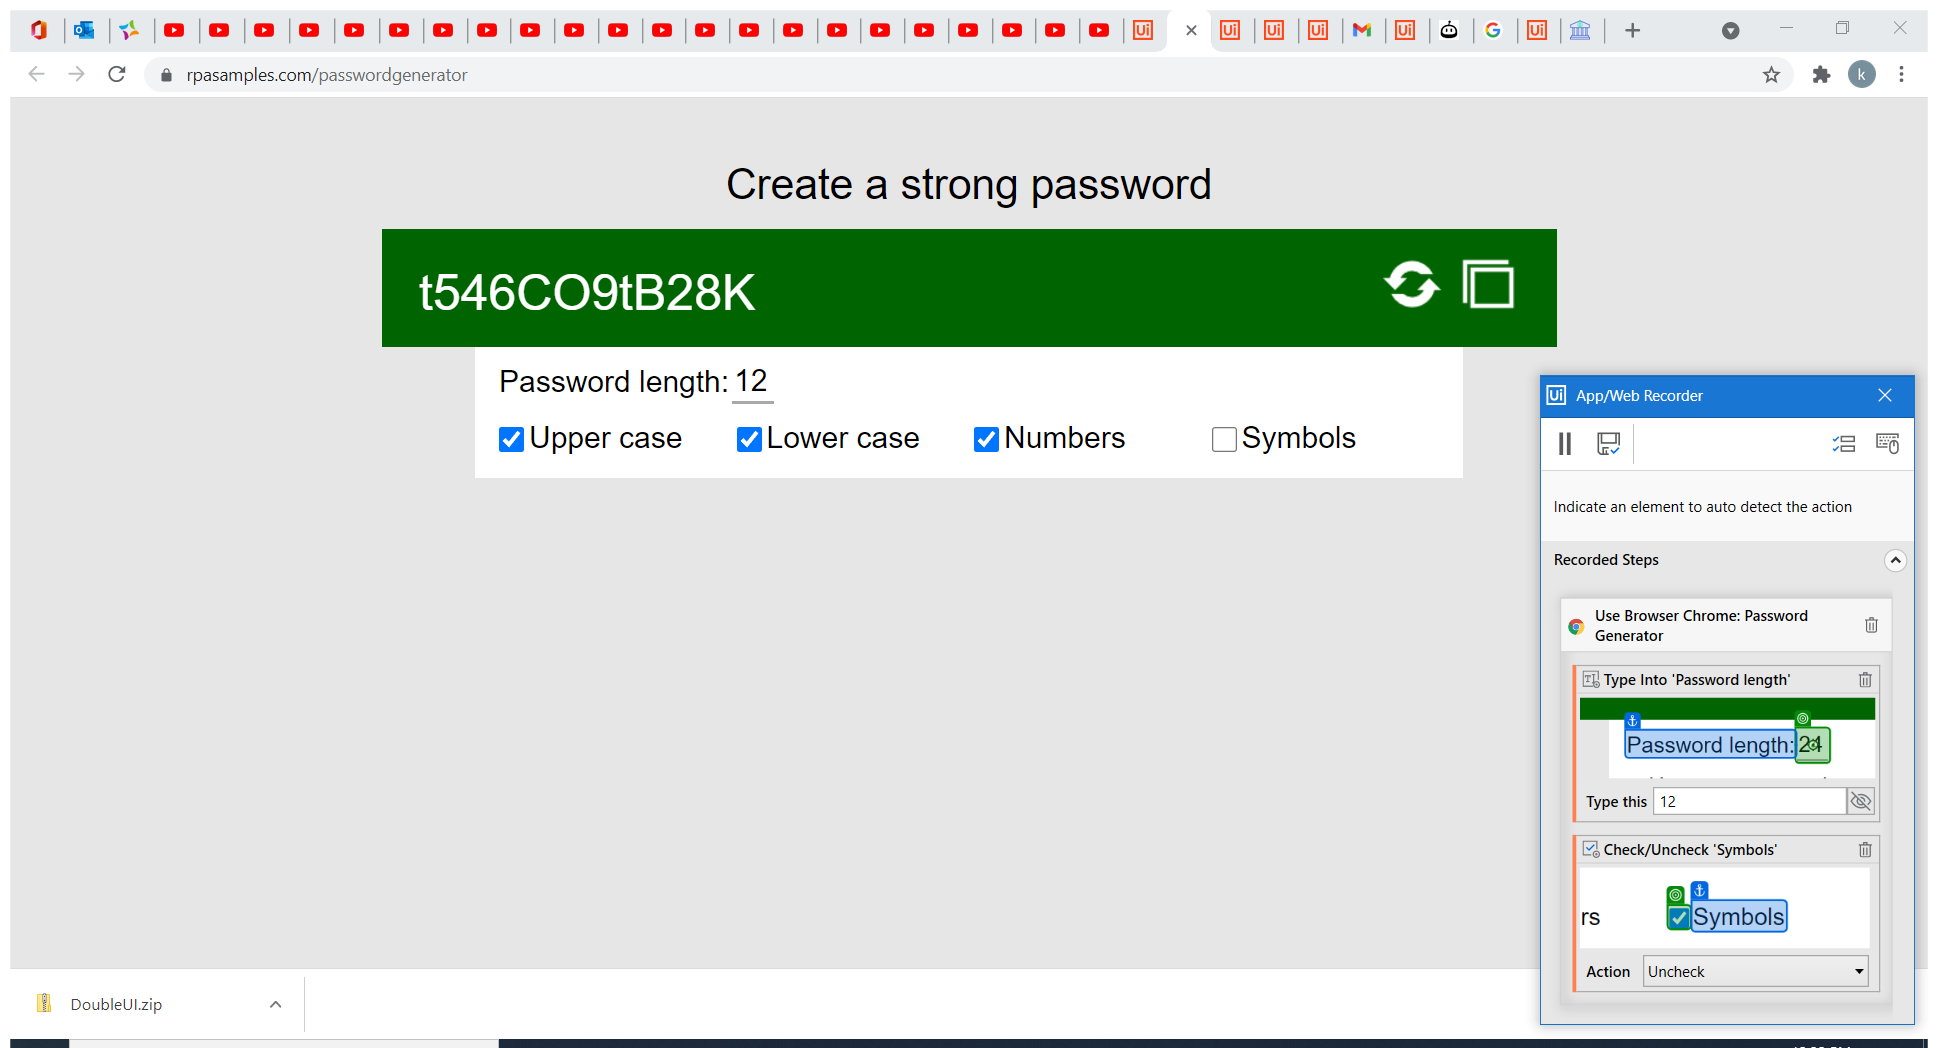 rpasamples.com/passwordgenerator
k
Create a strong password
t546CO9tB28K
Password length: 12
Upper case Lower case Numbers Symbols
Ui App/Web Recorder
Indicate an element to auto detect the action
Recorded Steps
Use Browser Chrome: Password
Generator
Type Into 'Password length'
Password length: 24
Type this 12
Check/Uncheck 'Symbols'
rs Symbols
Action Uncheck
DoubleUI.zip